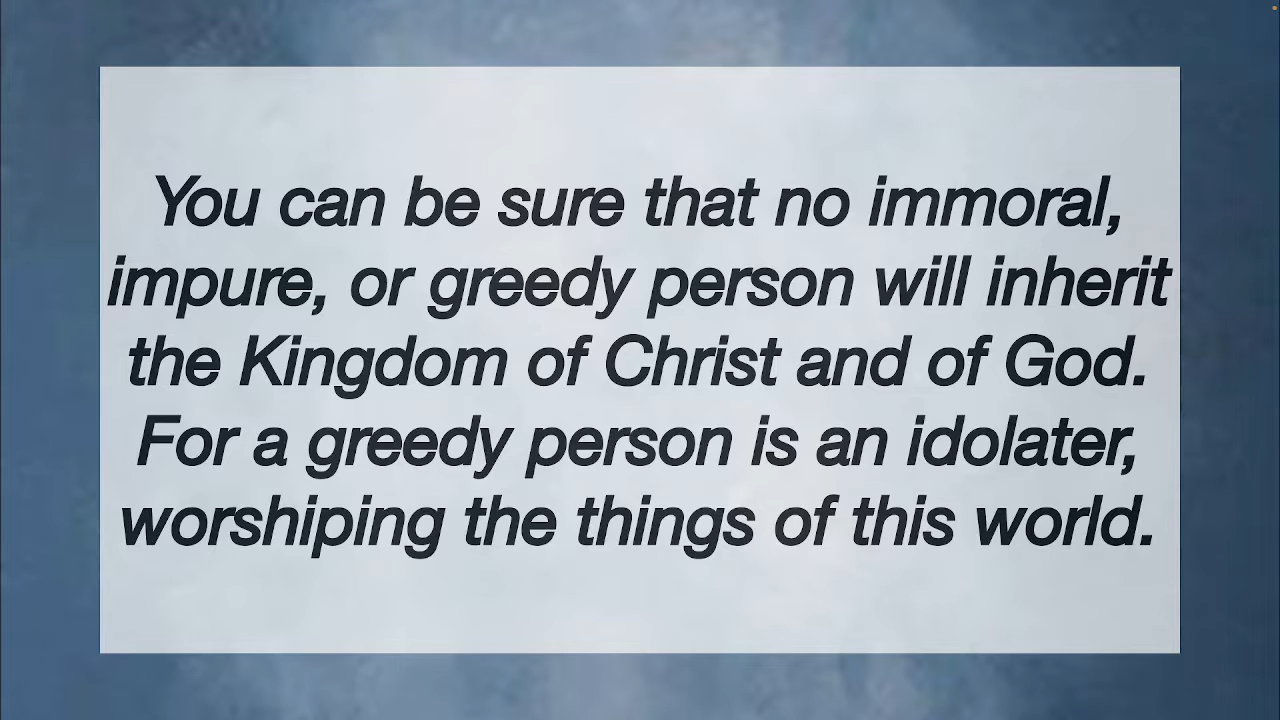 You can be sure that no immoral,
impure, or greedy person will inherit
the Kingdom of Christ and of God.
For a greedy person is an idolater,
worshiping the things of this world.